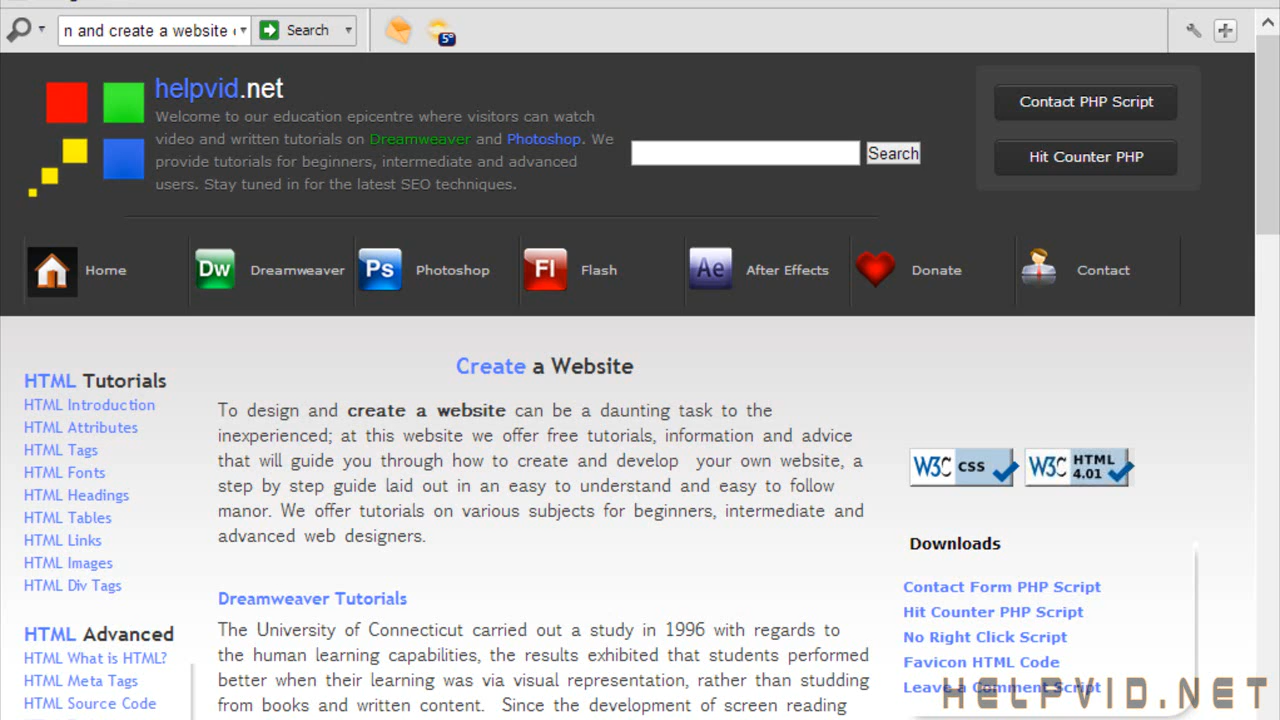 n and create a website
Search
5°
helpvid.net
Welcome to our education epicentre where visitors can watch
video and written tutorials on Dreamweaver and Photoshop. We
provide tutorials for beginners, intermediate and advanced
users. Stay tuned in for the latest SEO techniques.
Search
Contact PHP Script
Hit Counter PHP
Home
Dw Dreamweaver
Ps Photoshop
Fl Flash
Ae After Effects
Donate
Contact
HTML Tutorials
HTML Introduction
HTML Attributes
HTML Tags
HTML Fonts
HTML Headings
HTML Tables
HTML Links
HTML Images
HTML Div Tags
HTML Advanced
HTML What is HTML?
HTML Meta Tags
HTML Source Code
Create a Website
To design and create a website can be a daunting task to the
inexperienced; at this website we offer free tutorials, information and advice
that will guide you through how to create and develop your own website, a
step by step guide laid out in an easy to understand and easy to follow
manor. We offer tutorials on various subjects for beginners, intermediate and
advanced web designers.
Dreamweaver Tutorials
The University of Connecticut carried out a study in 1996 with regards to
the human learning capabilities, the results exhibited that students performed
better when their learning was via visual representation, rather than studding
from books and written content. Since the development of screen reading
W3C css
W3C HTML 4.01
Downloads
Contact Form PHP Script
Hit Counter PHP Script
No Right Click Script
Favicon HTML Code
Leave a Comment Script
HELPVID.NET